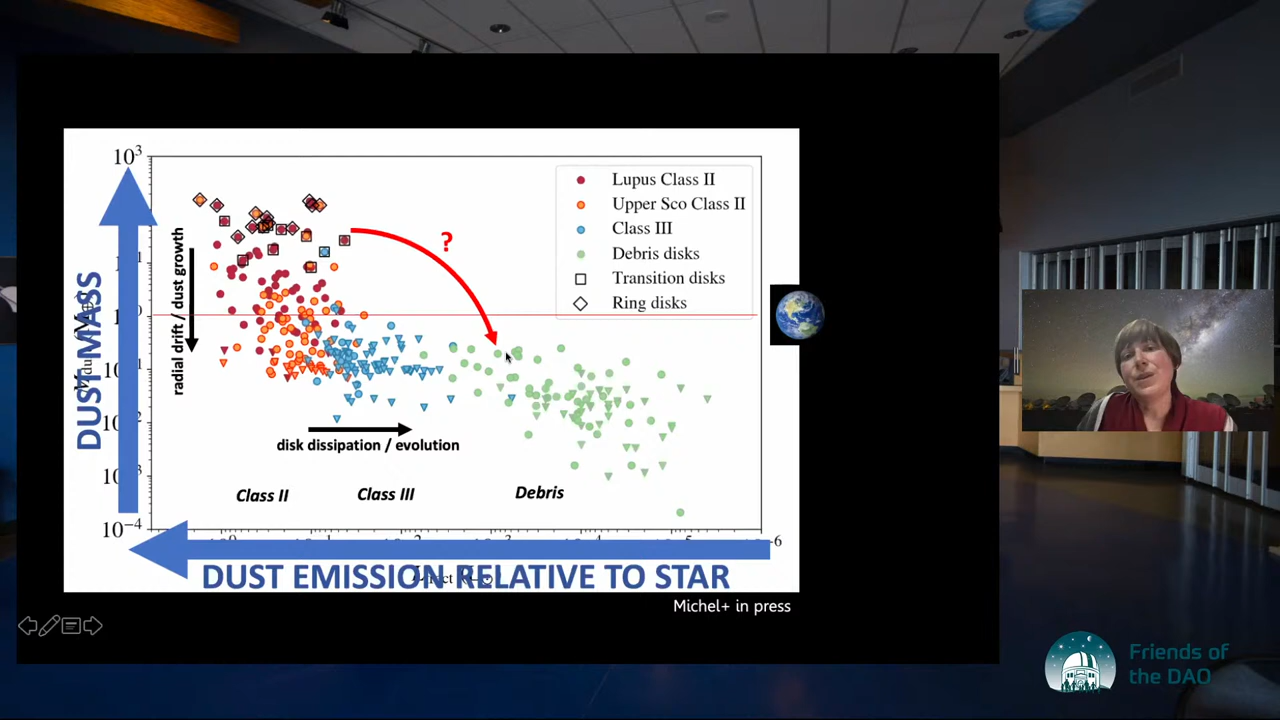 10³
Lupus Class II
Upper Sco Class II
Class III
Debris disks
Transition disks
Ring disks
?
radial drift / dust growth
DUST MASS
disk dissipation / evolution
Class II
Class III
Debris
10⁻⁴
DUST EMISSION RELATIVE TO STAR
Michel+ in press
Friends of
the DAO